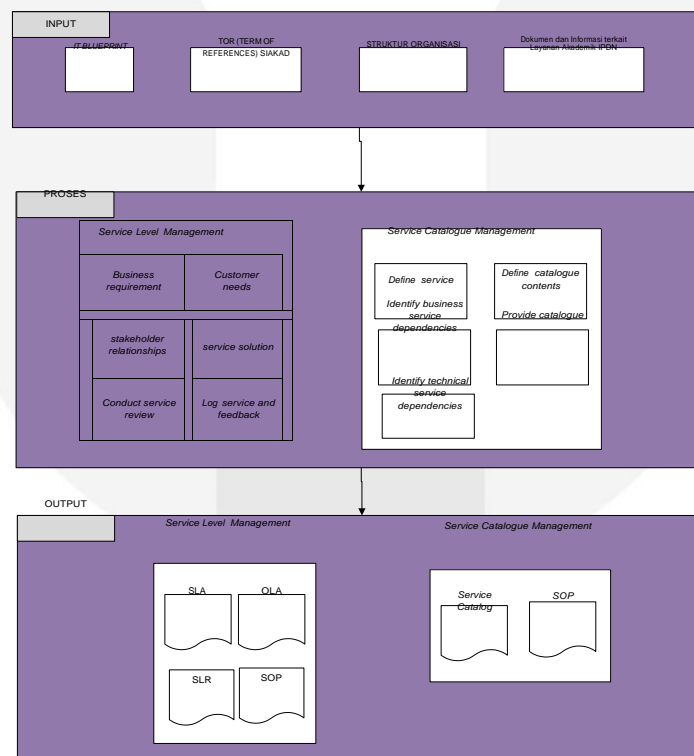 INPUT
IT BLUEPRINT
TOR (TERM OF
REFERENCES) SIAKAD
STRUKTUR ORGANISASI
Dokumen dan Informasi terkait
Layanan Akademik IPDN
PROSES
Service Level Management
Business
requirement
Customer
needs
stakeholder
relationships
service solution
Conduct service
review
Log service and
feedback
Service Catalogue Management
Define service
Define catalogue
contents
Identify business
service
dependencies
Provide catalogue
Identify technical
service
dependencies
OUTPUT
Service Level Management
SLA
OLA
SLR
SOP
Service Catalogue Management
Service
Catalog
SOP